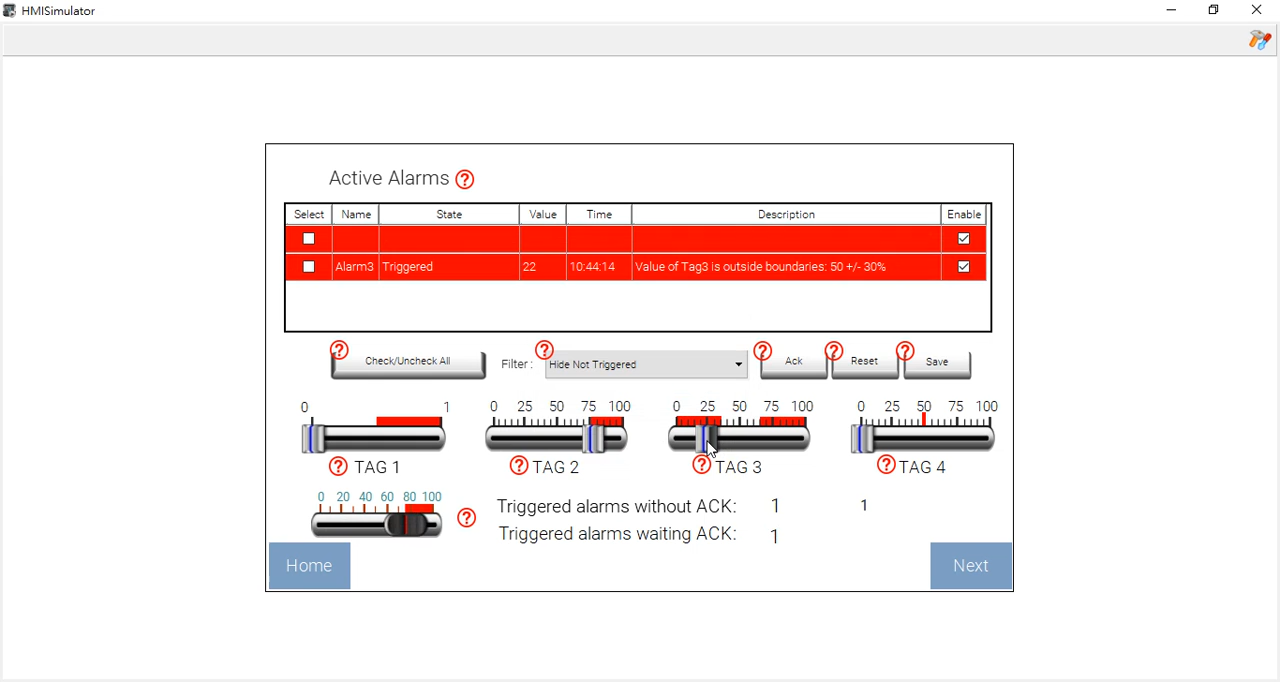 HMISimulator
Active Alarms ?
Select Name State Value Time Description Enable
Alarm3 Triggered 22 10:44:14 Value of Tag3 is outside boundaries: 50 +/- 30%
? Check/Uncheck All Filter : ? Hide Not Triggered ? Ack ? Reset ? Save
0 1 0 25 50 75 100 0 25 50 75 100 0 25 50 75 100
? TAG 1 ? TAG 2 ? TAG 3 ? TAG 4
0 20 40 60 80 100
?
Triggered alarms without ACK: 1 1
Triggered alarms waiting ACK: 1
Home Next